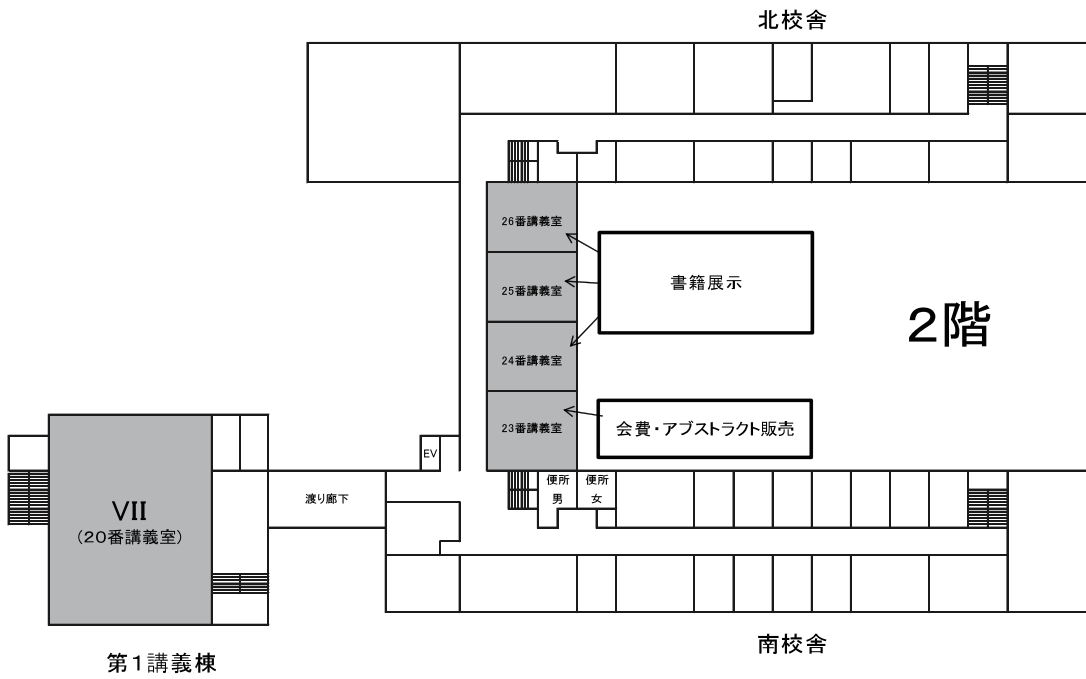 北校舎
26番講義室
25番講義室
書籍展示
2階
24番講義室
23番講義室
会費・アブストラクト販売
EV
便所
男
便所
女
渡り廊下
VII
(20番講義室)
南校舎
第1講義棟